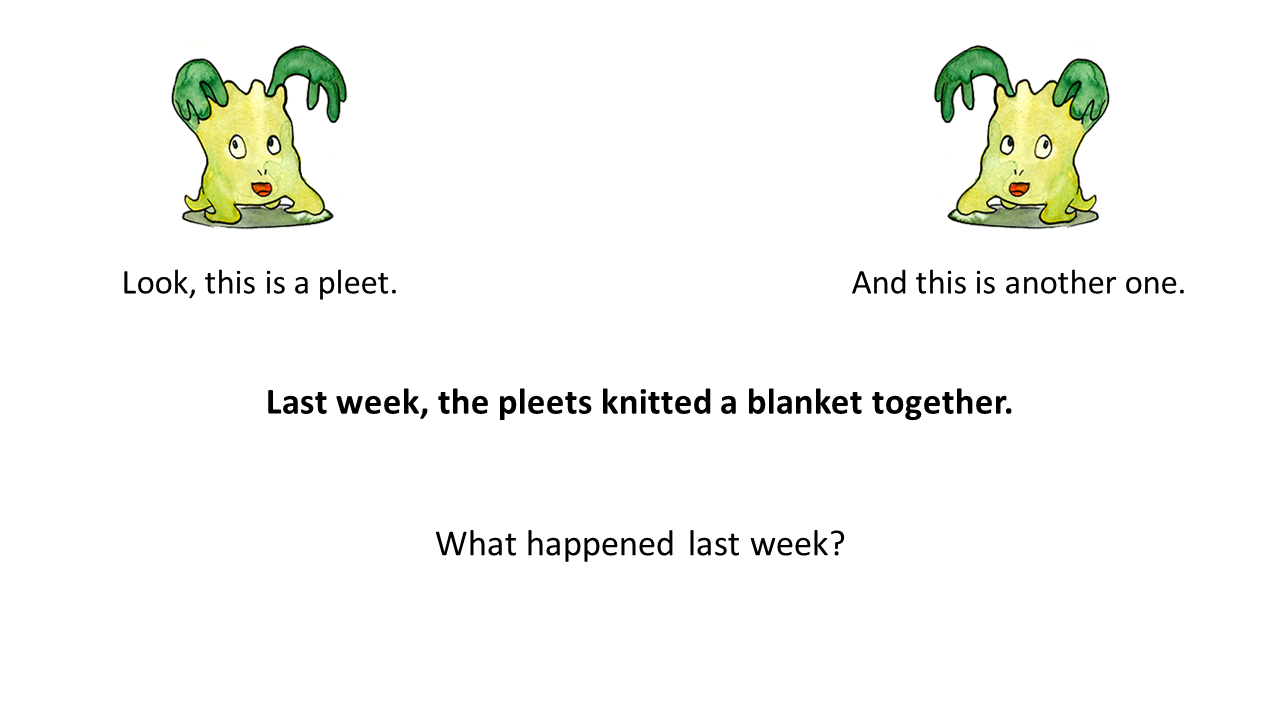 Look, this is a pleet.
And this is another one.
Last week, the pleets knitted a blanket together.
What happened last week?